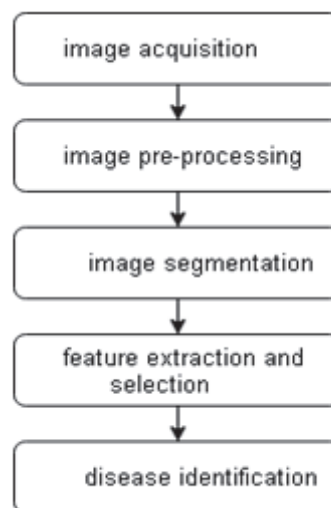 image acquisition
image pre-processing
image segmentation
feature extraction and
selection
disease identification